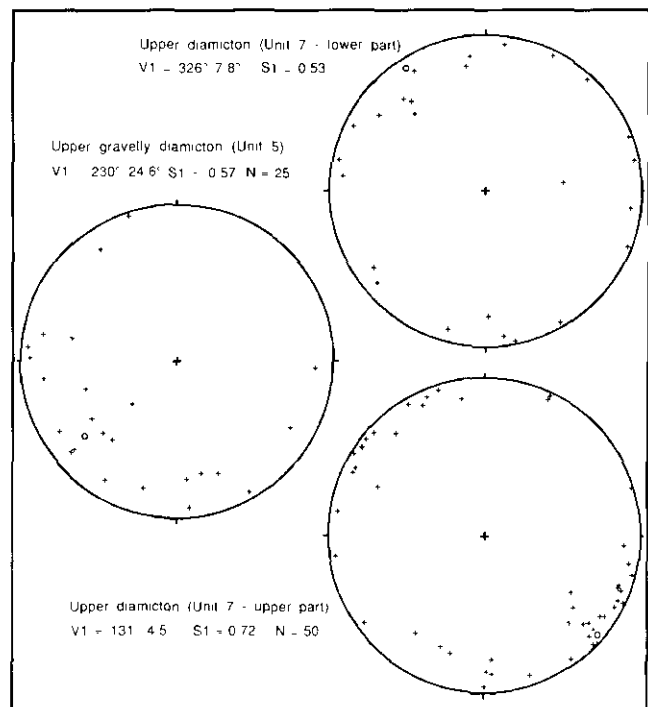 Upper diamicton (Unit 7 - lower part)
V1 = 326° 7.8° S1 = 0.53
Upper gravelly diamicton (Unit 5)
V1 230° 24.6° S1 - 0.57 N = 25
Upper diamicton (Unit 7 - upper part)
V1 = 131 4.5 S1 = 0.72 N = 50